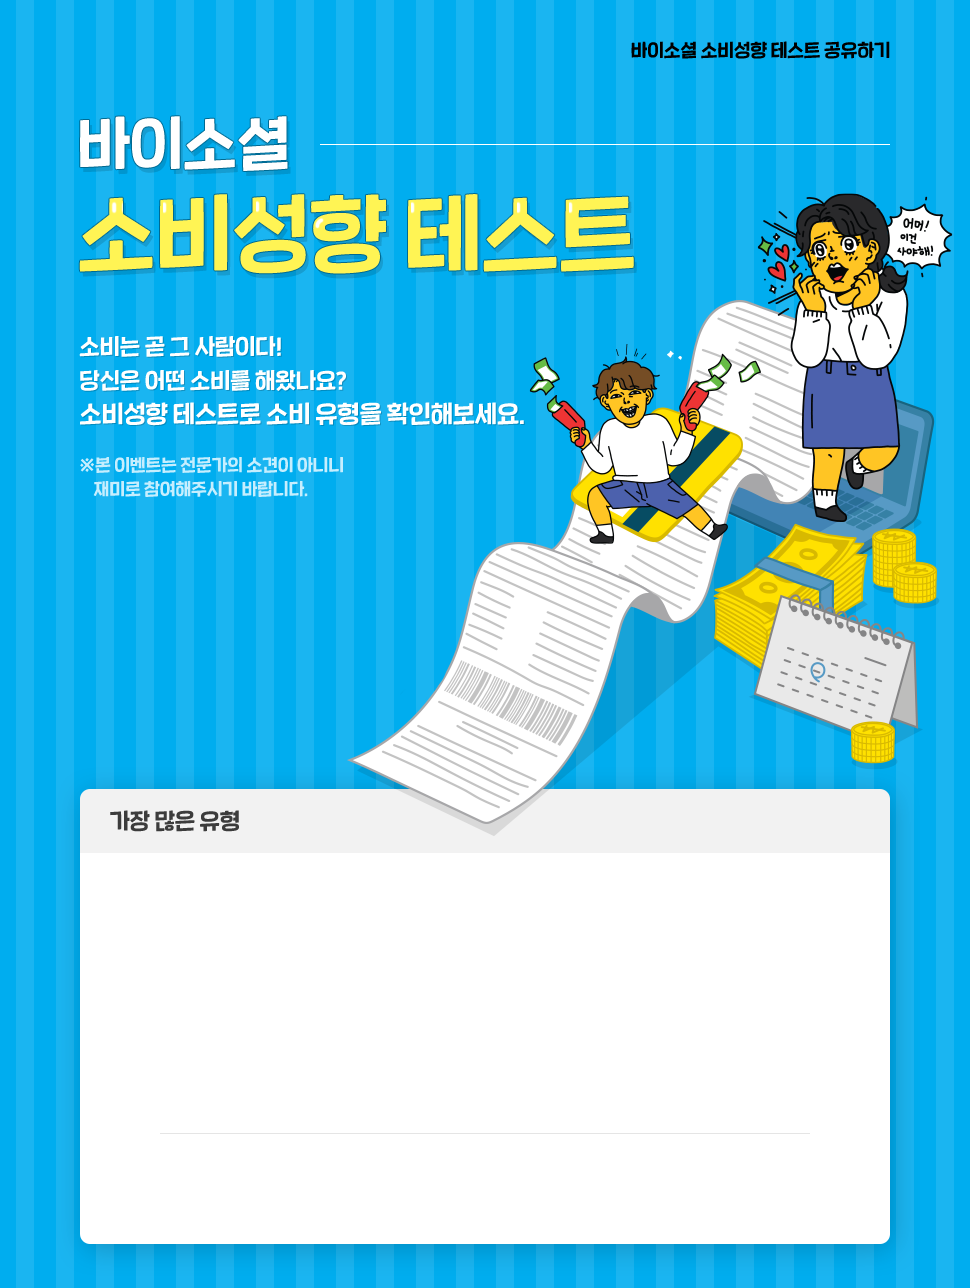 바이소셜 소비성향 테스트 공유하기
바이소셜
소비성향 테스트
어머!
이건
사야해!
소비는 곧 그 사람이다!
당신은 어떤 소비를 해왔나요?
소비성향 테스트로 소비 유형을 확인해보세요.
※본 이벤트는 전문가의 소견이 아니니
재미로 참여해주시기 바랍니다.
가장 많은 유형